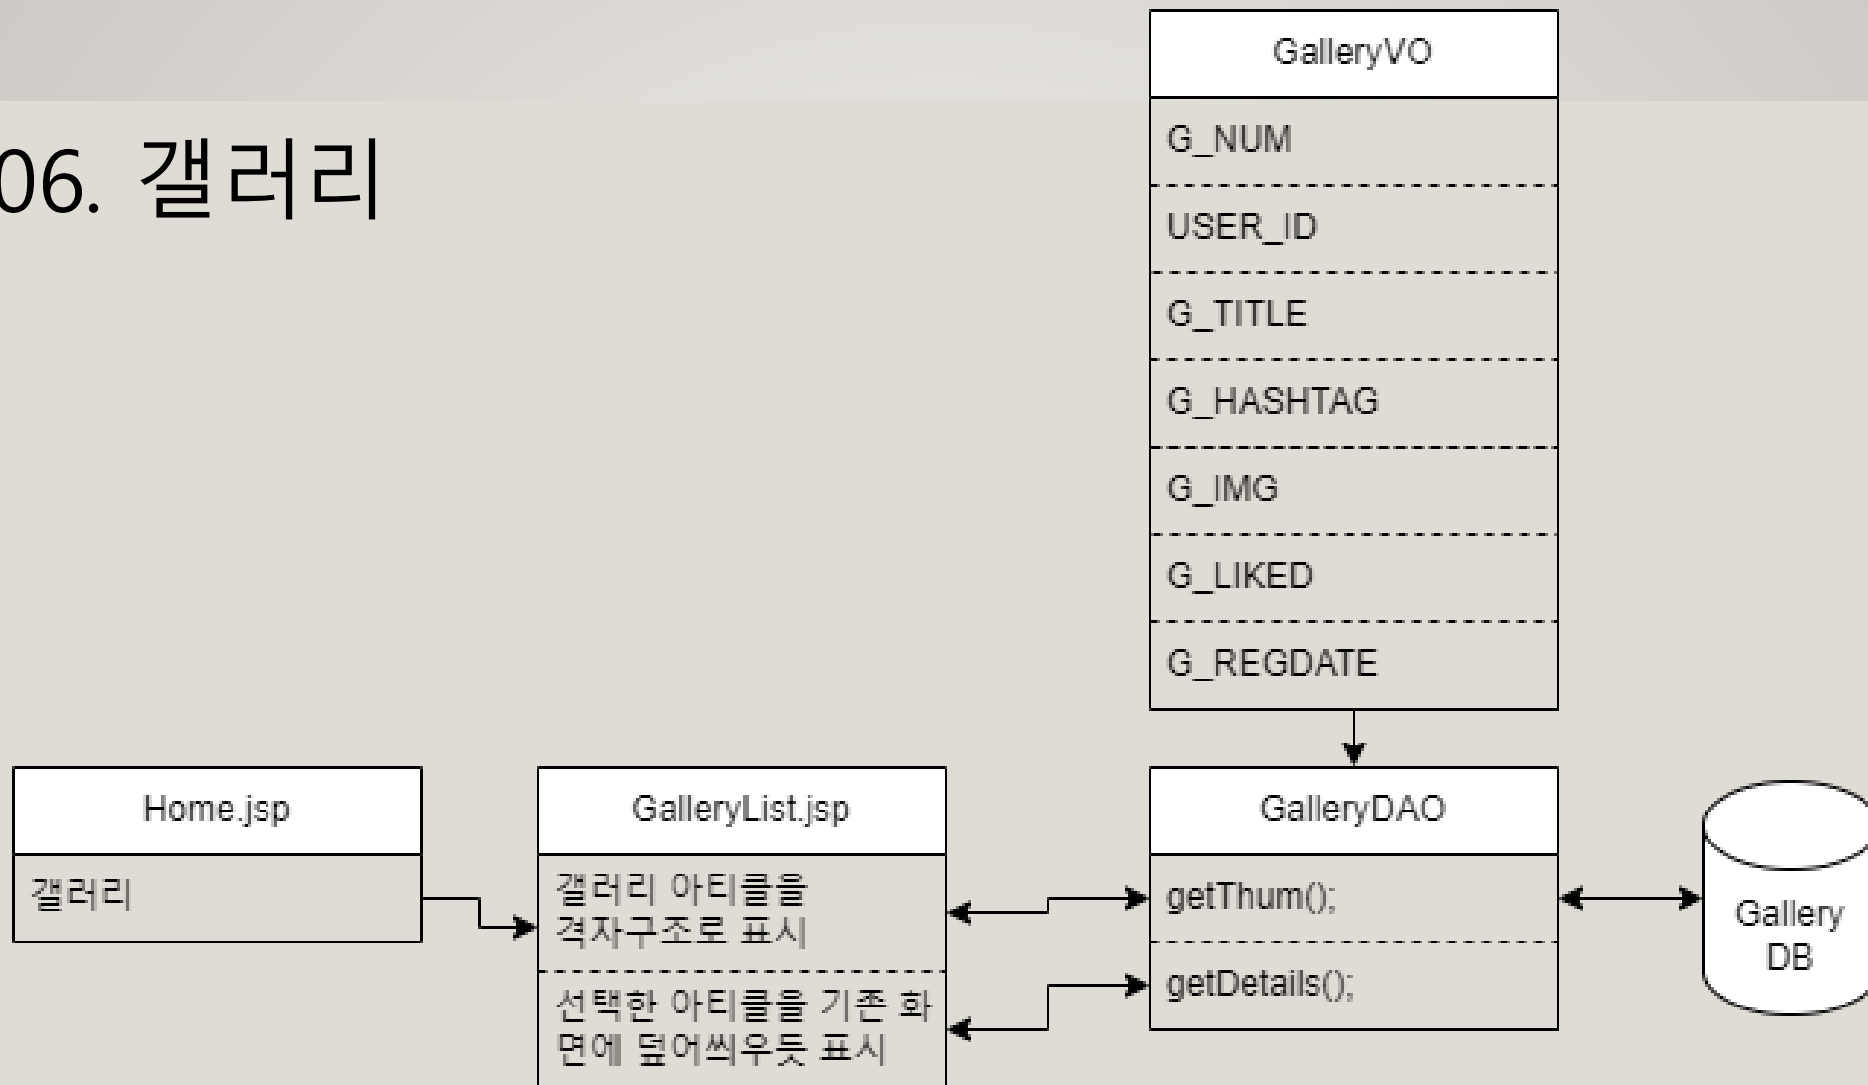 06. 갤러리
GalleryVO
G_NUM
USER_ID
G_TITLE
G_HASHTAG
G_IMG
G_LIKED
G_REGDATE
Home.jsp
갤러리
GalleryList.jsp
갤러리 아티클을
격자구조로 표시
선택한 아티클을 기존 화
면에 덮어씌우듯 표시
GalleryDAO
getThum();
getDetails();
Gallery
DB